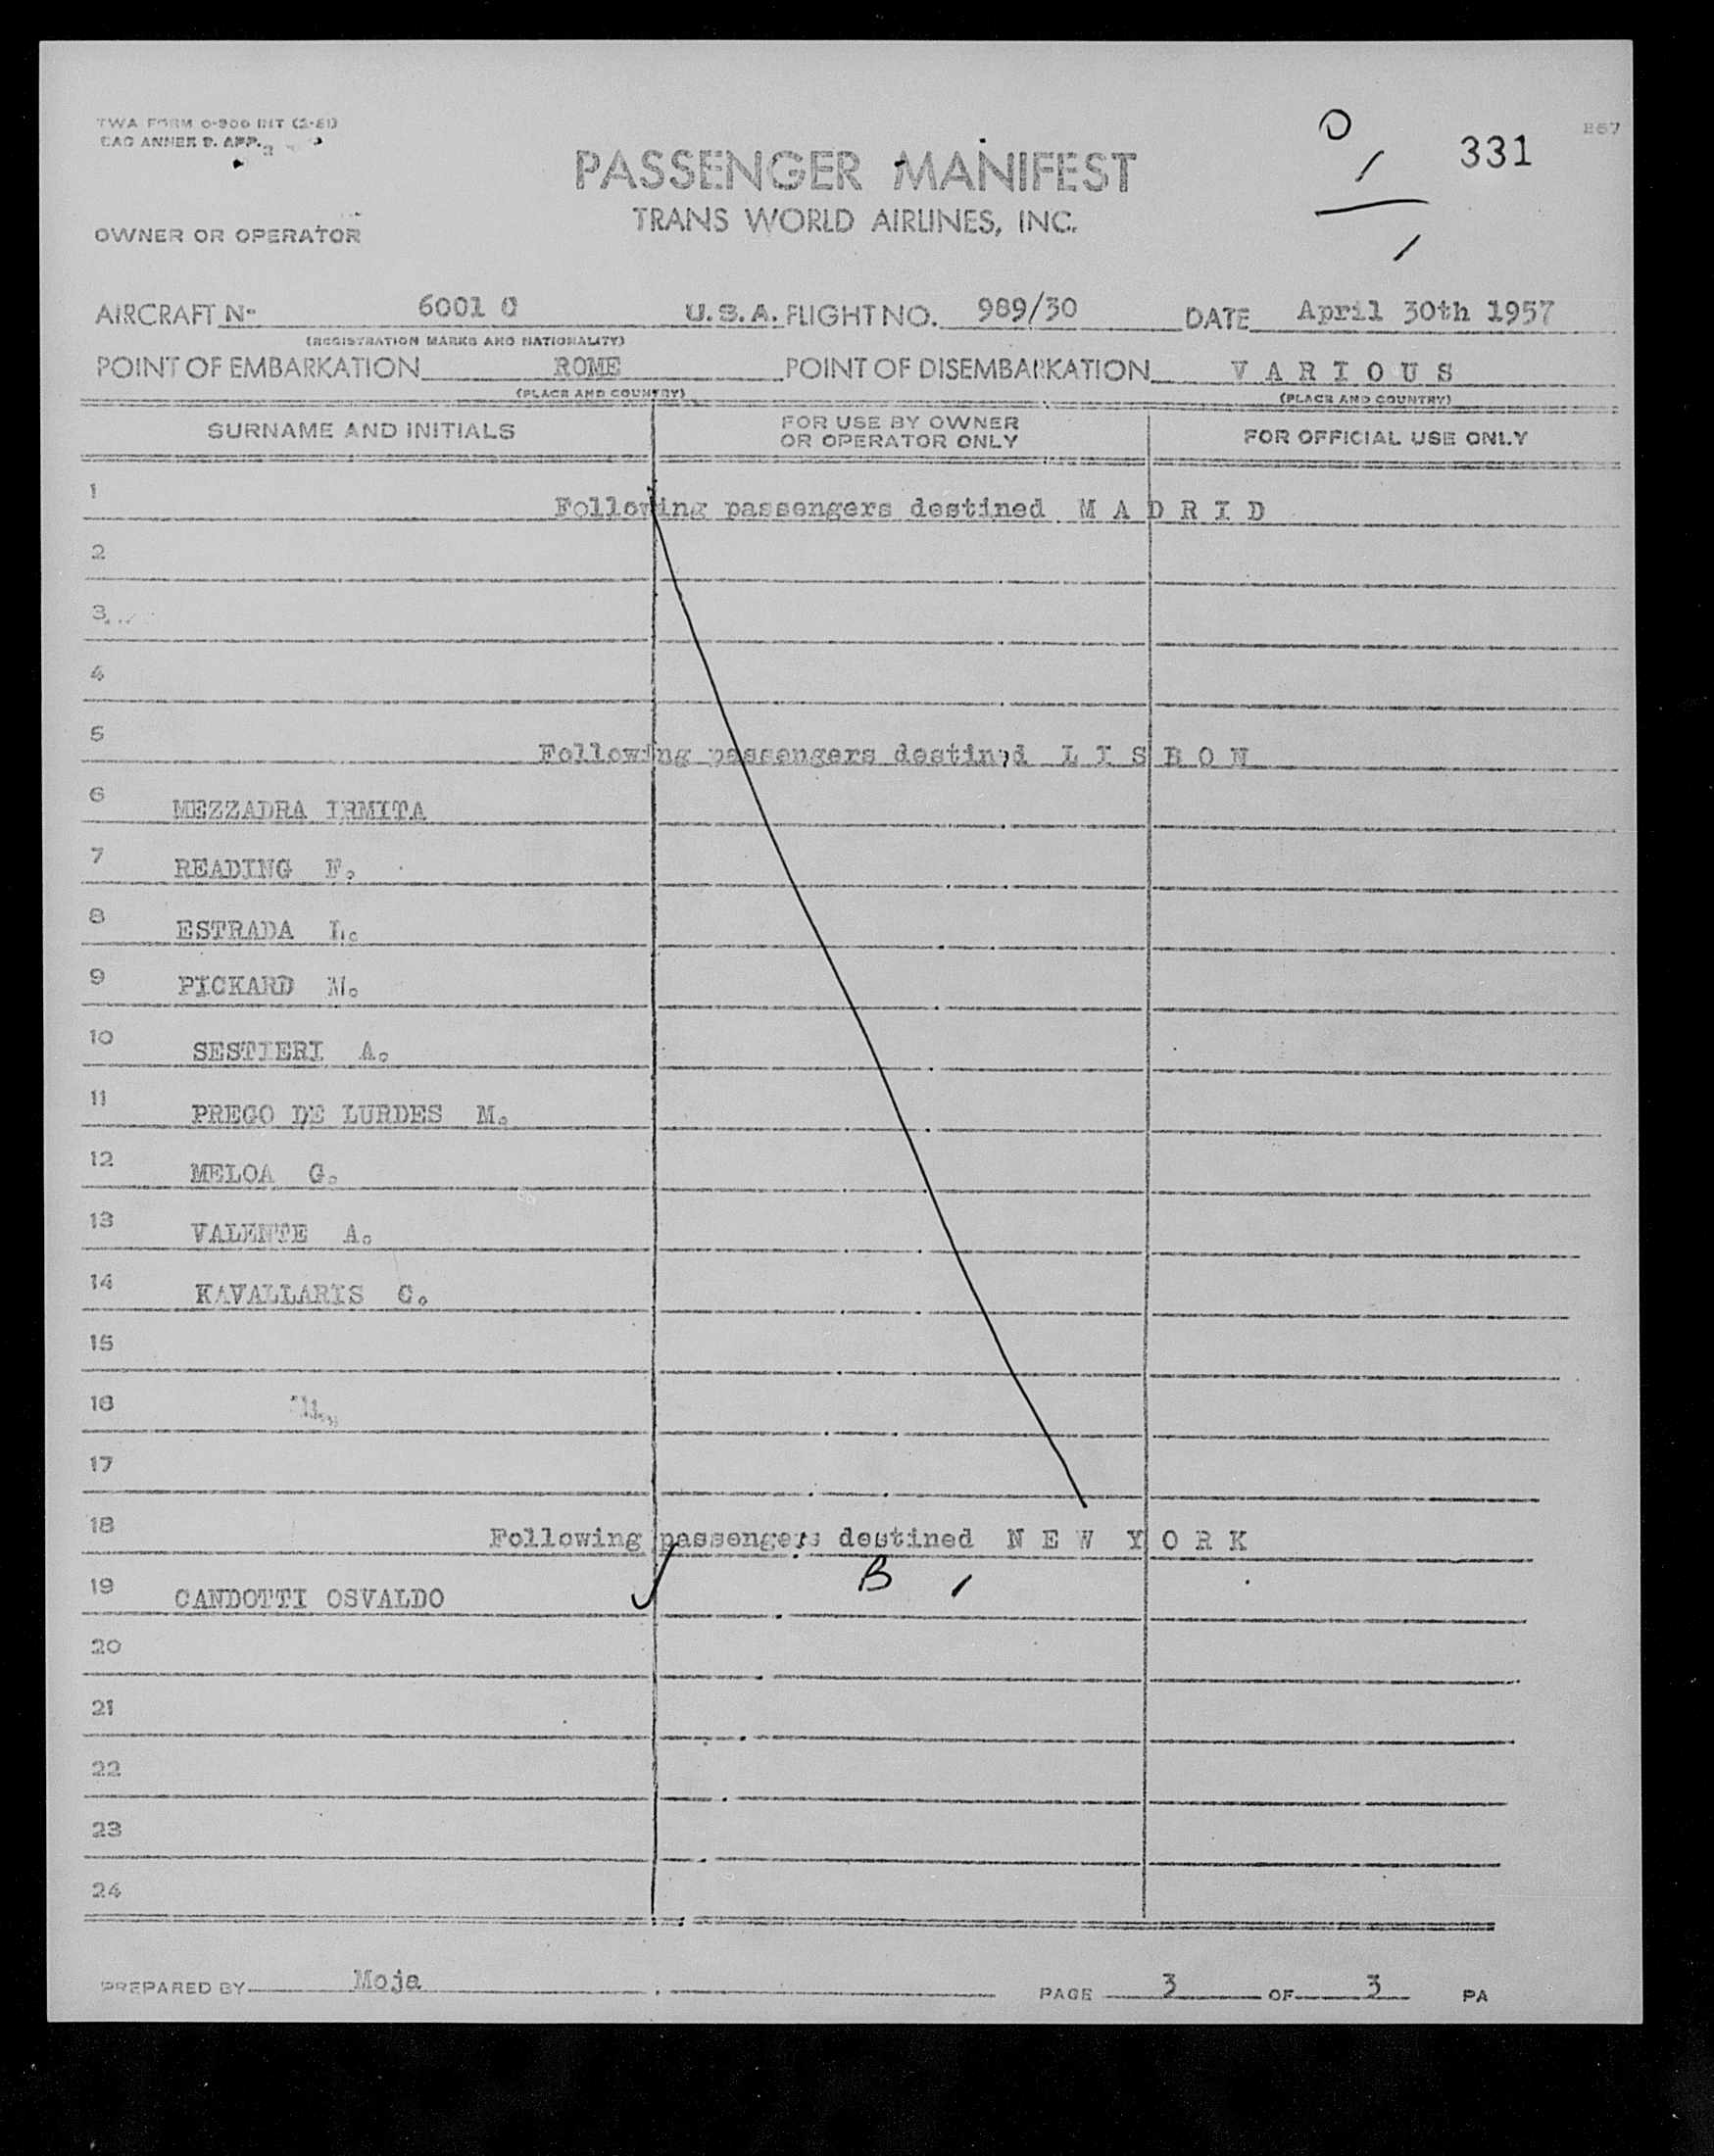 TWA FORM 0-900 INT (2-51)
CAO ANNEX 9. APP. 3
331
E67
PASSENGER MANIFEST
TRANS WORLD AIRLINES, INC.
OWNER OR OPERATOR
O
/
/
AIRCRAFT No 6001 C U.S.A. FLIGHT NO. 989/30 DATE April 30th 1957
(REGISTRATION MARKS AND NATIONALITY)
POINT OF EMBARKATION ROME POINT OF DISEMBARKATION V A R I O U S
(PLACE AND COUNTRY) (PLACE AND COUNTRY)
SURNAME AND INITIALS FOR USE BY OWNER OR OPERATOR ONLY FOR OFFICIAL USE ONLY
1 Following passengers destined M A D R I D
2
3
4
5 Following passengers destined L I S B O N
6 MEZZADRA IRMITA
7 READING F.
8 ESTRADA L.
9 PICKARD M.
10 SESTIERI A.
11 PREGO DE LURDES M.
12 MELOA G.
13 VALENTE A.
14 KAVALLARIS C.
15
16
17
18 Following passengers destined N E W Y O R K
19 CANDOTTI OSVALDO B /
20
21
22
23
24
PREPARED BY Moja PAGE 3 OF 3 PA